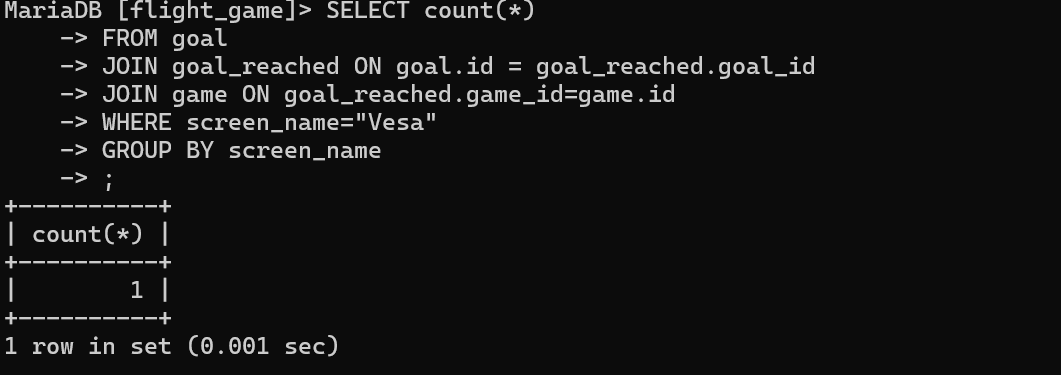 MariaDB [flight_game]> SELECT count(*)
    -> FROM goal
    -> JOIN goal_reached ON goal.id = goal_reached.goal_id
    -> JOIN game ON goal_reached.game_id=game.id
    -> WHERE screen_name="Vesa"
    -> GROUP BY screen_name
    -> ;
+----------+
| count(*) |
+----------+
|        1 |
+----------+
1 row in set (0.001 sec)